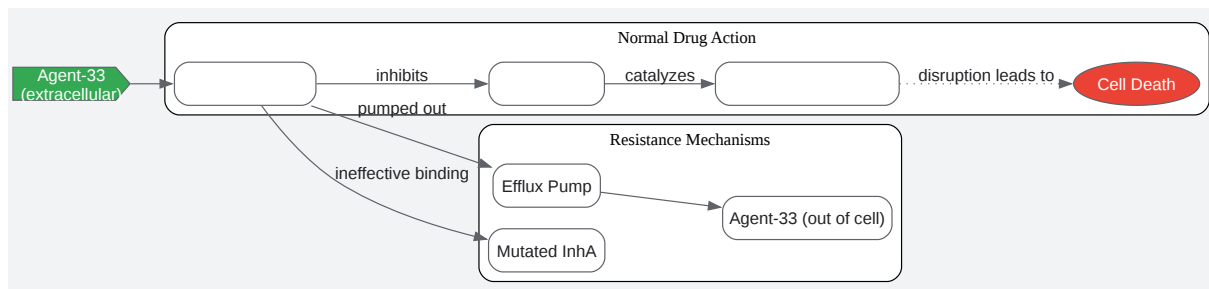 Normal Drug Action
Agent-33
(extracellular)
inhibits
catalyzes
disruption leads to
Cell Death
pumped out
Resistance Mechanisms
ineffective binding
Efflux Pump
Agent-33 (out of cell)
Mutated InhA